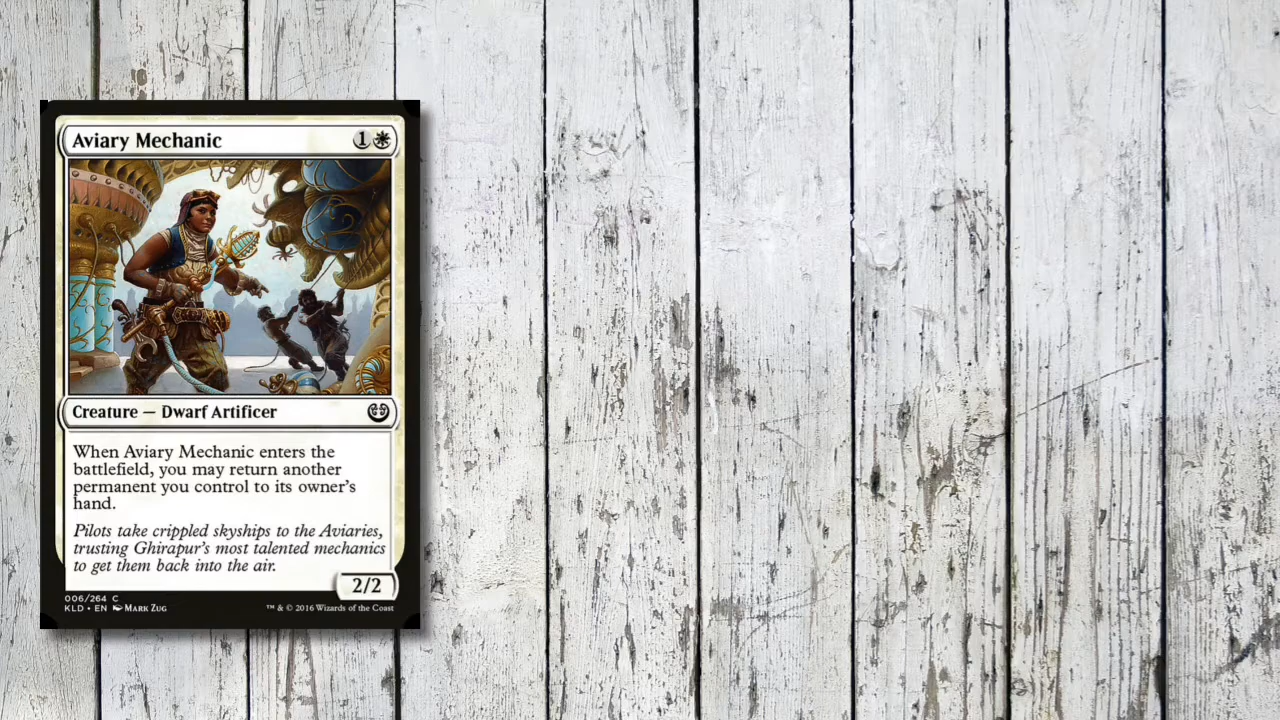 Aviary Mechanic 1
Creature — Dwarf Artificer
When Aviary Mechanic enters the
battlefield, you may return another
permanent you control to its owner's
hand.
Pilots take crippled skyships to the Aviaries,
trusting Ghirapur's most talented mechanics
to get them back into the air.
2/2
006/264 C
KLD • EN Mark Zug
™ & © 2016 Wizards of the Coast